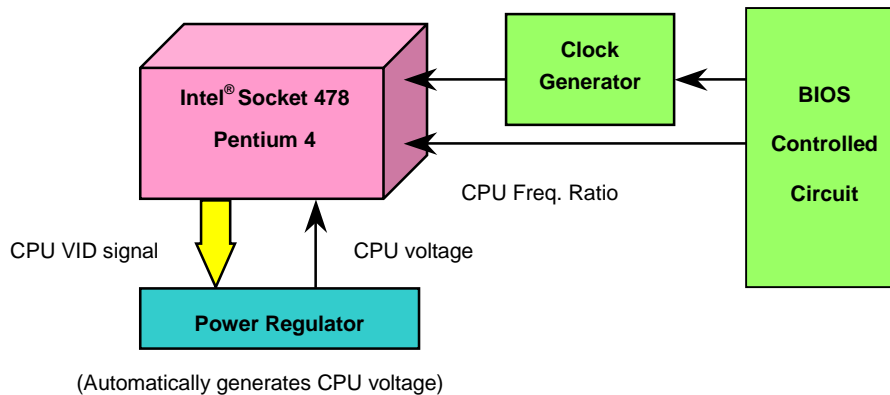 Intel® Socket 478
Pentium 4
Clock
Generator
BIOS
Controlled
Circuit
CPU Freq. Ratio
CPU VID signal
CPU voltage
Power Regulator
(Automatically generates CPU voltage)